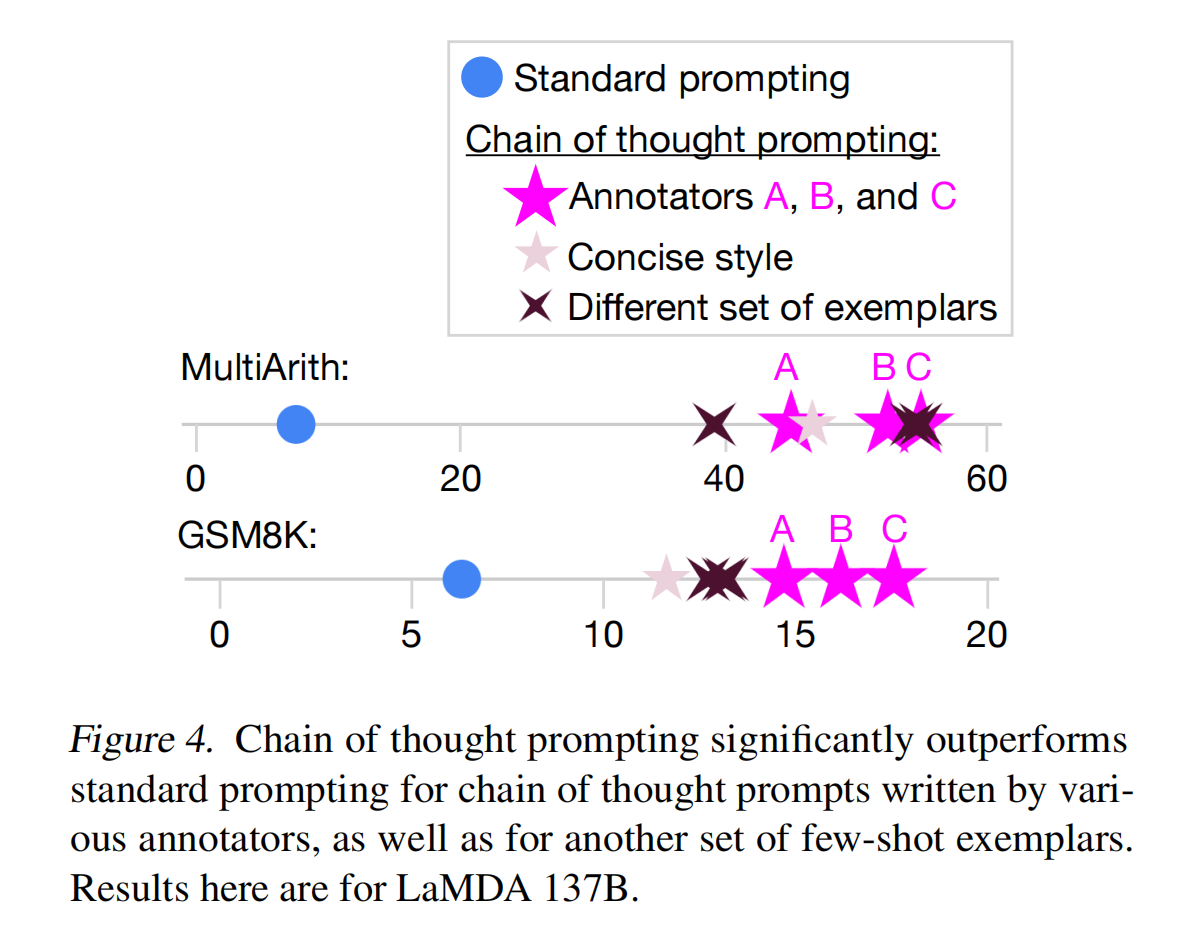 Standard prompting
Chain of thought prompting:
Annotators A, B, and C
Concise style
Different set of exemplars
MultiArith:
A B C
0 20 40 60
GSM8K:
A B C
0 5 10 15 20
Figure 4. Chain of thought prompting significantly outperforms
standard prompting for chain of thought prompts written by vari-
ous annotators, as well as for another set of few-shot exemplars.
Results here are for LaMDA 137B.